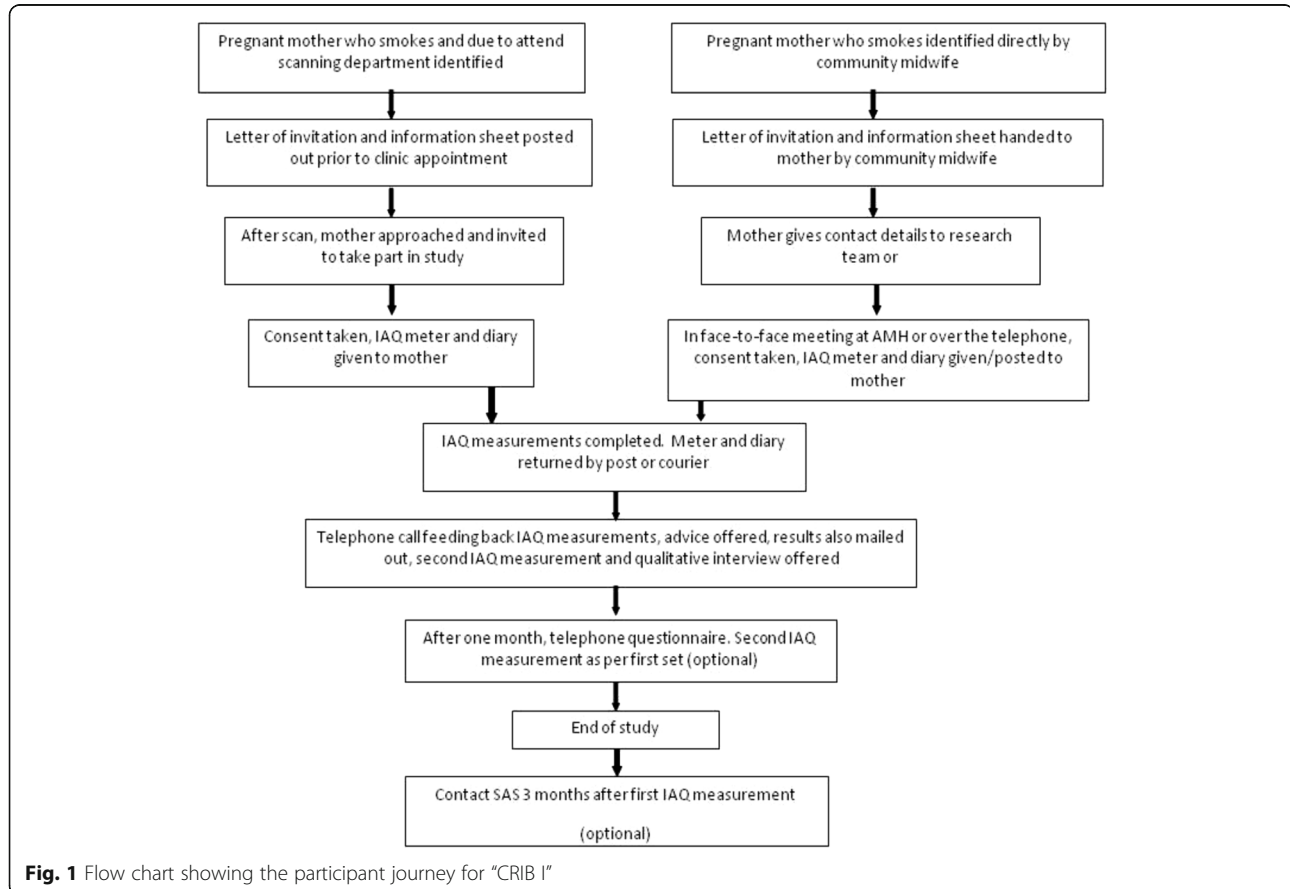 Pregnant mother who smokes and due to attend
scanning department identified
Pregnant mother who smokes identified directly by
community midwife
Letter of invitation and information sheet posted
out prior to clinic appointment
Letter of invitation and information sheet handed to
mother by community midwife
After scan, mother approached and invited
to take part in study
Mother gives contact details to research
team or
Consent taken, IAQ meter and diary
given to mother
In face-to-face meeting at AMH or over the telephone,
consent taken, IAQ meter and diary given/posted to
mother
IAQ measurements completed. Meter and diary
returned by post or courier
Telephone call feeding back IAQ measurements, advice offered, results also mailed
out, second IAQ measurement and qualitative interview offered
After one month, telephone questionnaire. Second IAQ
measurement as per first set (optional)
End of study
Contact SAS 3 months after first IAQ measurement
(optional)
Fig. 1 Flow chart showing the participant journey for “CRIB I”